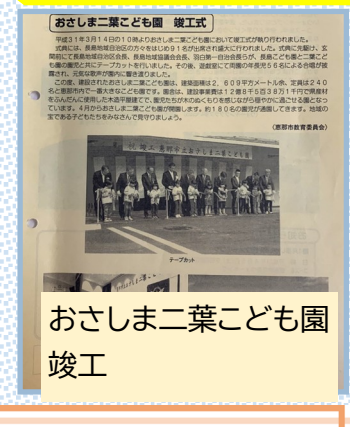 おさしま二葉こども園 竣工式
平成31年3月14日の10時よりおさしま二葉こども園において竣工式が執り行われました。
式典には、長島地域自治区の方々をはじめ91名が出席され盛大に行われました。式典に先駆け、玄
関前にて長島地域自治区会長、長島地域協議会会長、羽白第一自治会長らが、長島こども園と二葉こど
も園の園児と共にテープカットを行いました。その後、遊戯室にて両園の年長児56名による合唱が披
露され、元気な歌声が園内に響き渡りました。
この度、建設されたおさしま二葉こども園は、建築面積は2,609平方メートル余、定員は240
名と恵那市内で一番大きなこども園です。園舎は、建設事業費は12億8千5百38万1千円で県産材
をふんだんに使用した木造平屋建てで、園児たちが木のぬくもりを感じながら穏やかに過ごせる園となっ
ています。4月からおさしま二葉こども園が開園します。約180名の園児が通園してきます。地域の
宝である子どもたちをみなさんで見守りましょう。
(恵那市教育委員会)
祝 竣工 恵那市立おさしま二葉こども園
テープカット
おさしま二葉こども園
竣工